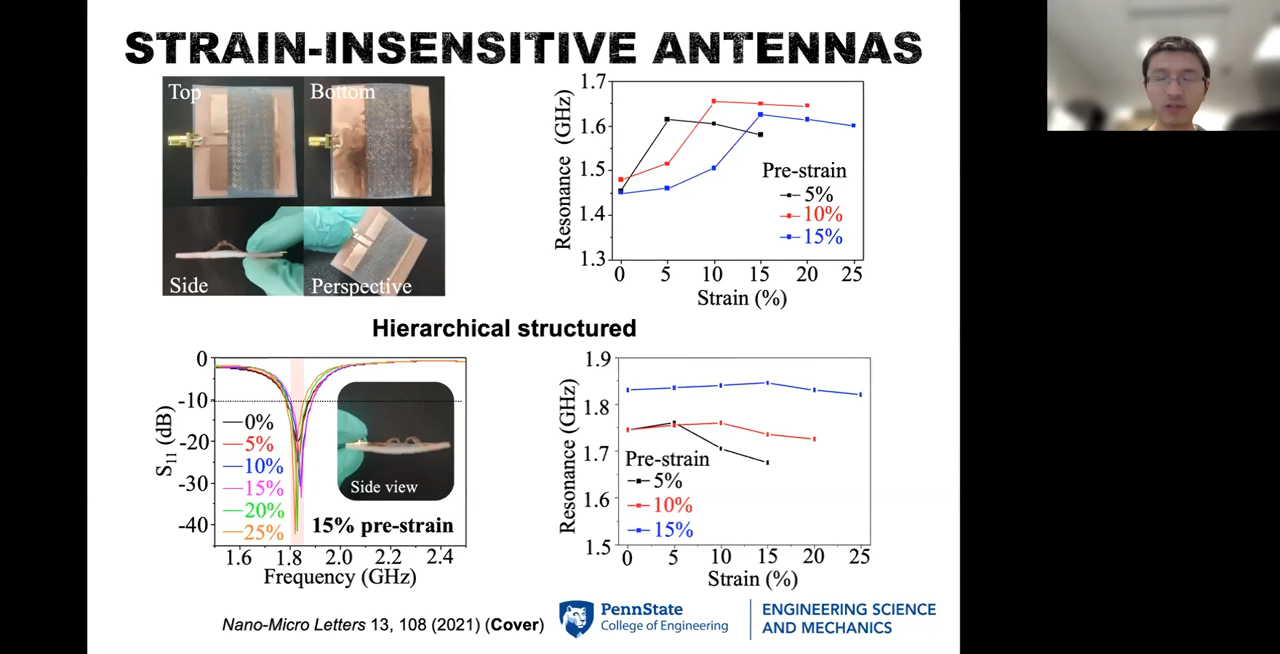 STRAIN-INSENSITIVE ANTENNAS
Top
Bottom
Side
Perspective
1.7
1.6
1.5
1.4
1.3
Resonance (GHz)
Pre-strain
5%
10%
15%
0 5 10 15 20 25
Strain (%)
Hierarchical structured
0
-10
-20
-30
-40
S11 (dB)
0%
5%
10%
15%
20%
25%
Side view
15% pre-strain
1.6 1.8 2.0 2.2 2.4
Frequency (GHz)
1.9
1.8
1.7
1.6
1.5
Resonance (GHz)
Pre-strain
5%
10%
15%
0 5 10 15 20 25
Strain (%)
Nano-Micro Letters 13, 108 (2021) (Cover)
PennState
College of Engineering
ENGINEERING SCIENCE
AND MECHANICS